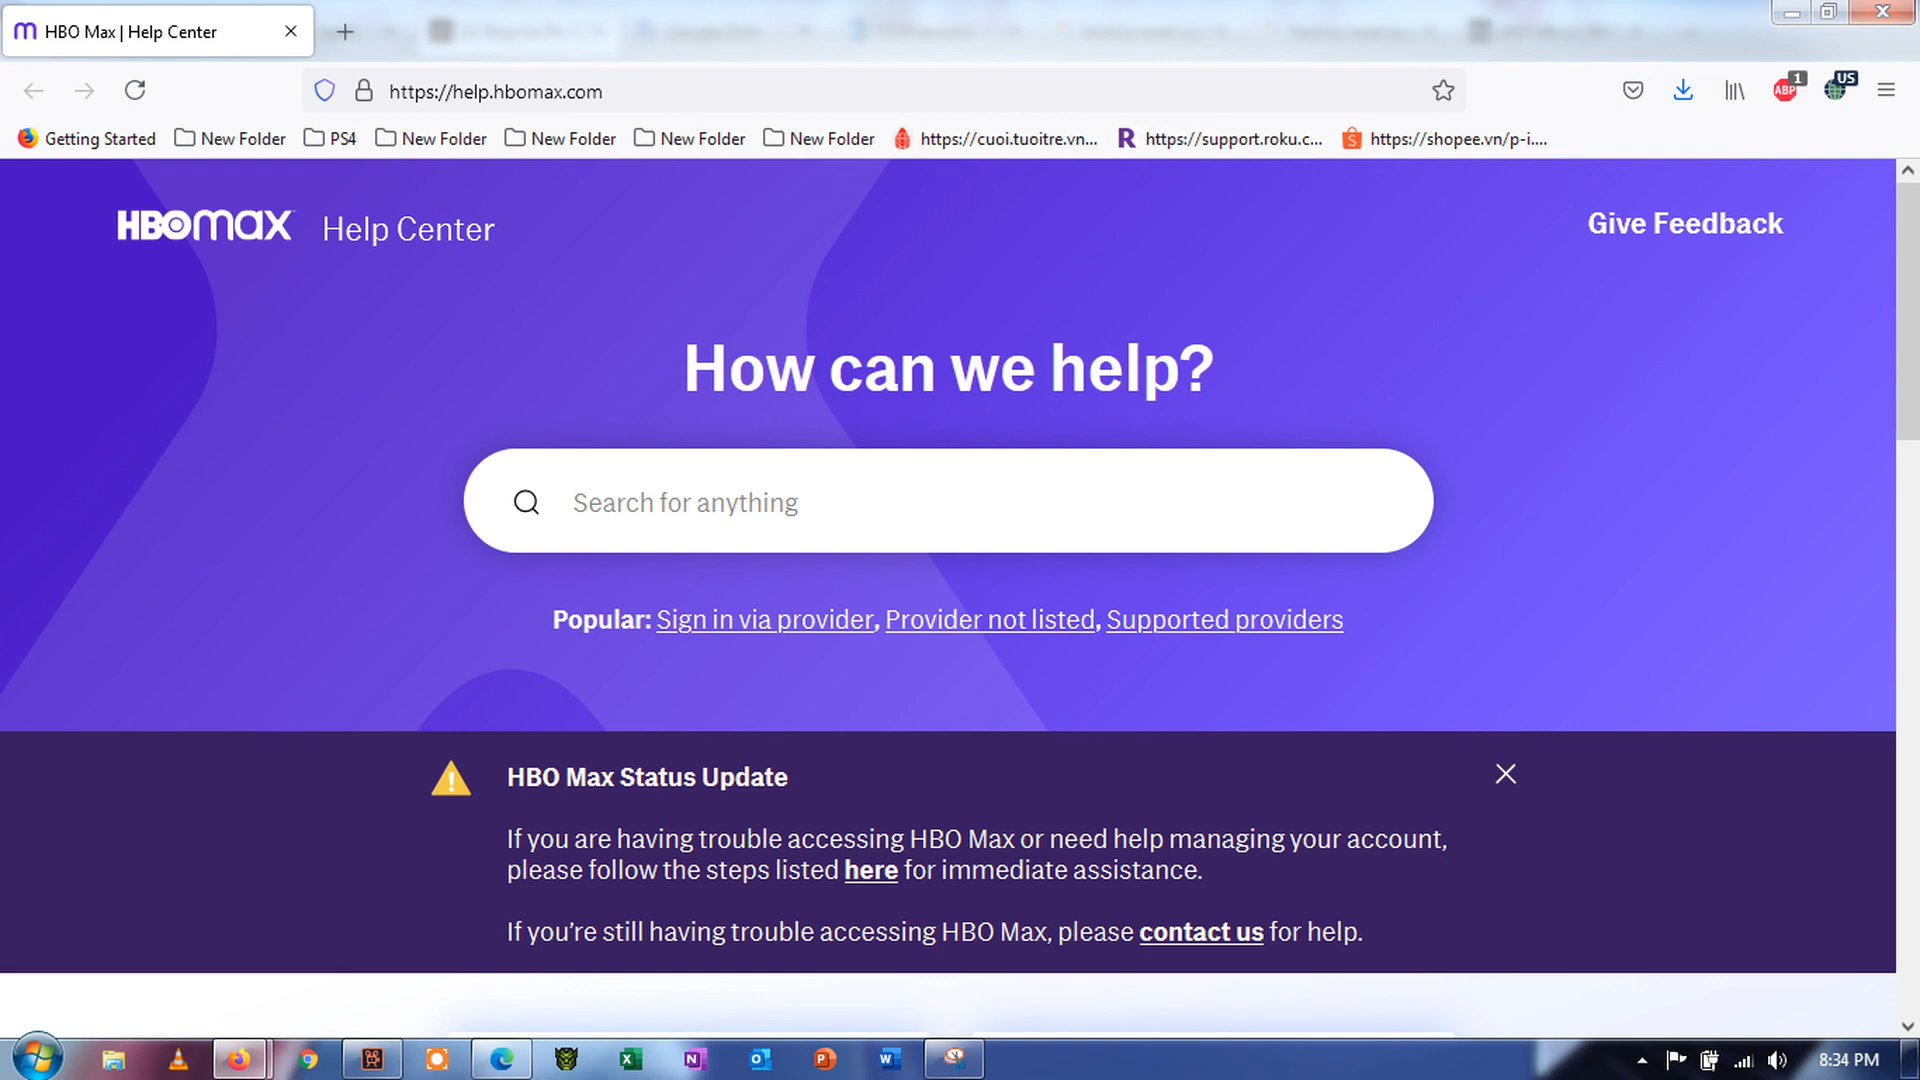 HBO Max | Help Center
US
1
https://help.hbomax.com
ABP
Getting Started New Folder PS4 New Folder New Folder New Folder New Folder https://cuoi.tuoitre.vn... R https://support.roku.c... https://shopee.vn/p-i....
HBOmax Help Center
Give Feedback
How can we help?
Search for anything
Popular: Sign in via provider, Provider not listed, Supported providers
HBO Max Status Update
If you are having trouble accessing HBO Max or need help managing your account,
please follow the steps listed here for immediate assistance.
If you’re still having trouble accessing HBO Max, please contact us for help.
8:34 PM